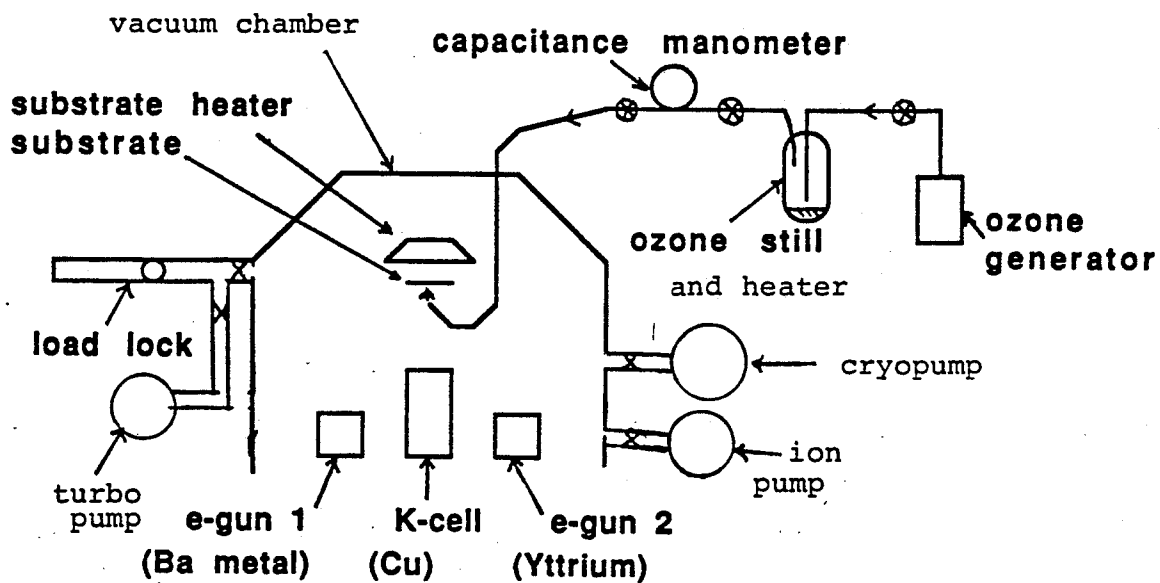 vacuum chamber
capacitance manometer
substrate heater
substrate
ozone still
and heater
ozone
generator
load lock
cryopump
turbo
pump
ion
pump
e-gun 1
(Ba metal)
K-cell
(Cu)
e-gun 2
(Yttrium)